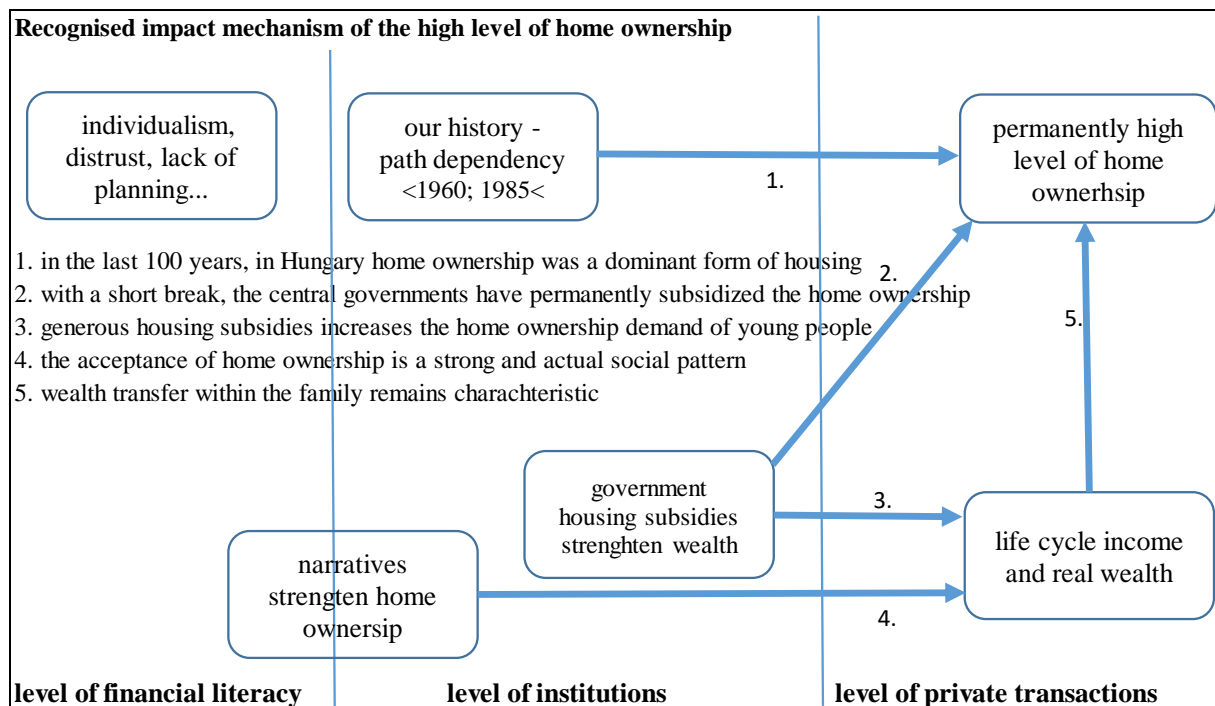 Recognised impact mechanism of the high level of home ownership
individualism,
distrust, lack of
planning...
our history -
path dependency
<1960; 1985<
permanently high
level of home
ownerhsip
1.
1. in the last 100 years, in Hungary home ownership was a dominant form of housing
2. with a short break, the central governments have permanently subsidized the home ownership
3. generous housing subsidies increases the home ownership demand of young people
4. the acceptance of home ownership is a strong and actual social pattern
5. wealth transfer within the family remains charachteristic
2.
5.
government
housing subsidies
strenghten wealth
3.
life cycle income
and real wealth
narratives
strengten home
ownersip
4.
level of financial literacy
level of institutions
level of private transactions